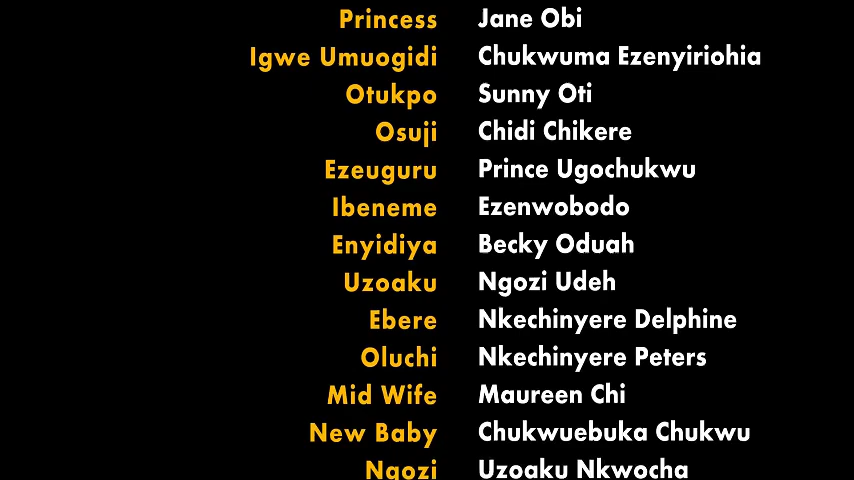 Princess Jane Obi
Igwe Umuogidi Chukwuma Ezenyiriohia
Otukpo Sunny Oti
Osuji Chidi Chikere
Ezeuguru Prince Ugochukwu
Ibeneme Ezenwobodo
Enyidiya Becky Oduah
Uzoaku Ngozi Udeh
Ebere Nkechinyere Delphine
Oluchi Nkechinyere Peters
Mid Wife Maureen Chi
New Baby Chukwuebuka Chukwu
Ngozi Uzoaku Nkwocha